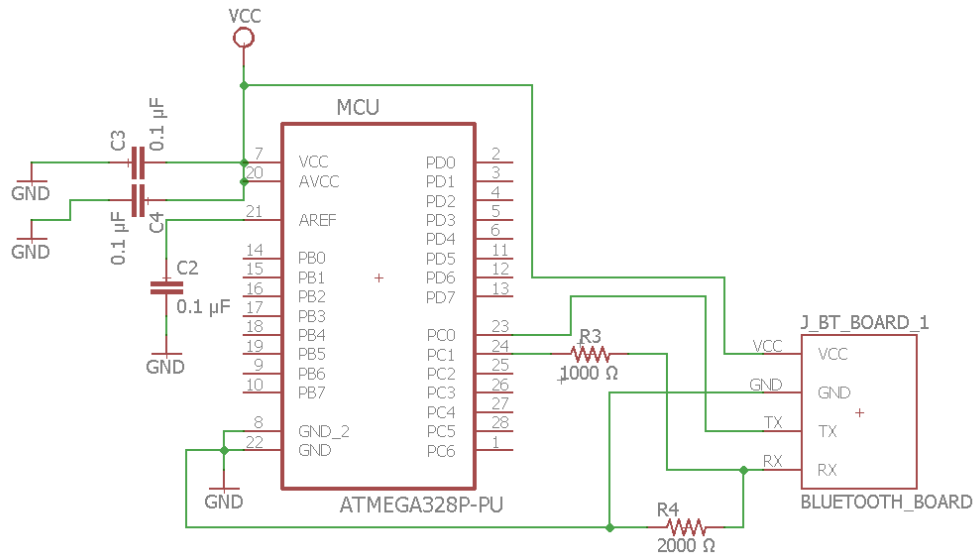 VCC
MCU
C3
0.1 µF
GND
C4
0.1 µF
GND
C2
0.1 µF
GND
7 VCC
20 AVCC
21 AREF
14 PB0
15 PB1
16 PB2
17 PB3
18 PB4
19 PB5
9 PB6
10 PB7
8 GND_2
22 GND
GND
PD0 2
PD1 3
PD2 4
PD3 5
PD4 6
PD5 11
PD6 12
PD7 13
PC0 23
PC1 24
PC2 25
PC3 26
PC4 27
PC5 28
PC6 1
ATMEGA328P-PU
R3
1000 Ω
R4
2000 Ω
J_BT_BOARD_1
VCC VCC
GND GND
TX TX
RX RX
BLUETOOTH_BOARD